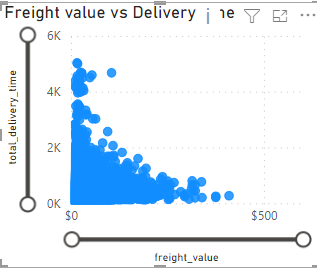 Freight value vs Delivery
6K
4K
2K
0K
total_delivery_time
$0 $500
freight_value